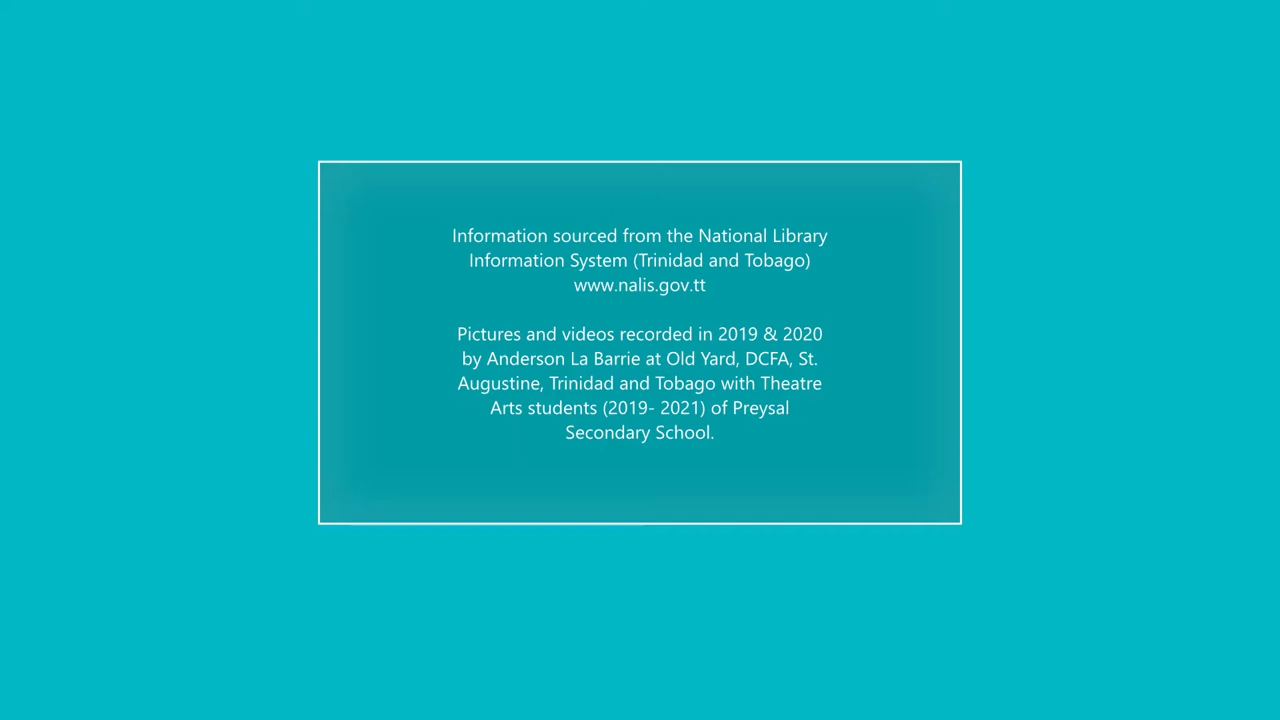 Information sourced from the National Library
Information System (Trinidad and Tobago)
www.nalis.gov.tt
Pictures and videos recorded in 2019 & 2020
by Anderson La Barrie at Old Yard, DCFA, St.
Augustine, Trinidad and Tobago with Theatre
Arts students (2019- 2021) of Preysal
Secondary School.